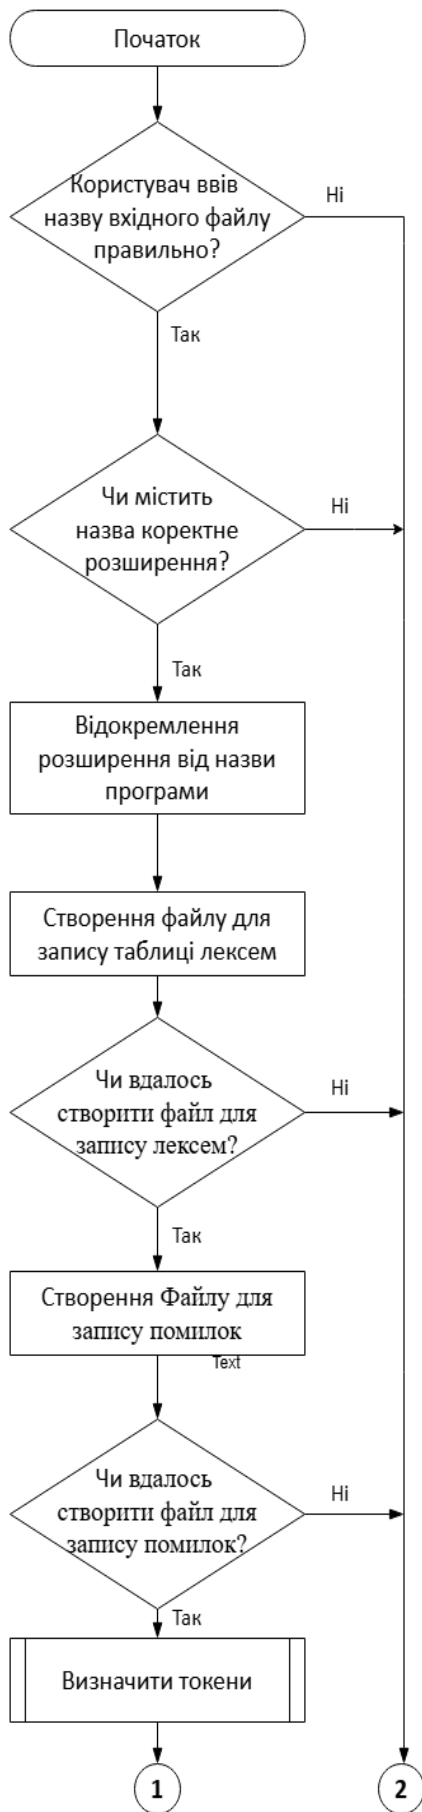 Початок
Користувач ввів
назву вхідного файлу
правильно?
Ні
Так
Чи містить
назва коректне
розширення?
Ні
Так
Відокремлення
розширення від назви
програми
Створення файлу для
запису таблиці лексем
Чи вдалось
створити файл для
запису лексем?
Ні
Так
Створення Файлу для
запису помилок
Text
Чи вдалось
створити файл для
запису помилок?
Ні
Так
Визначити токени
1
2